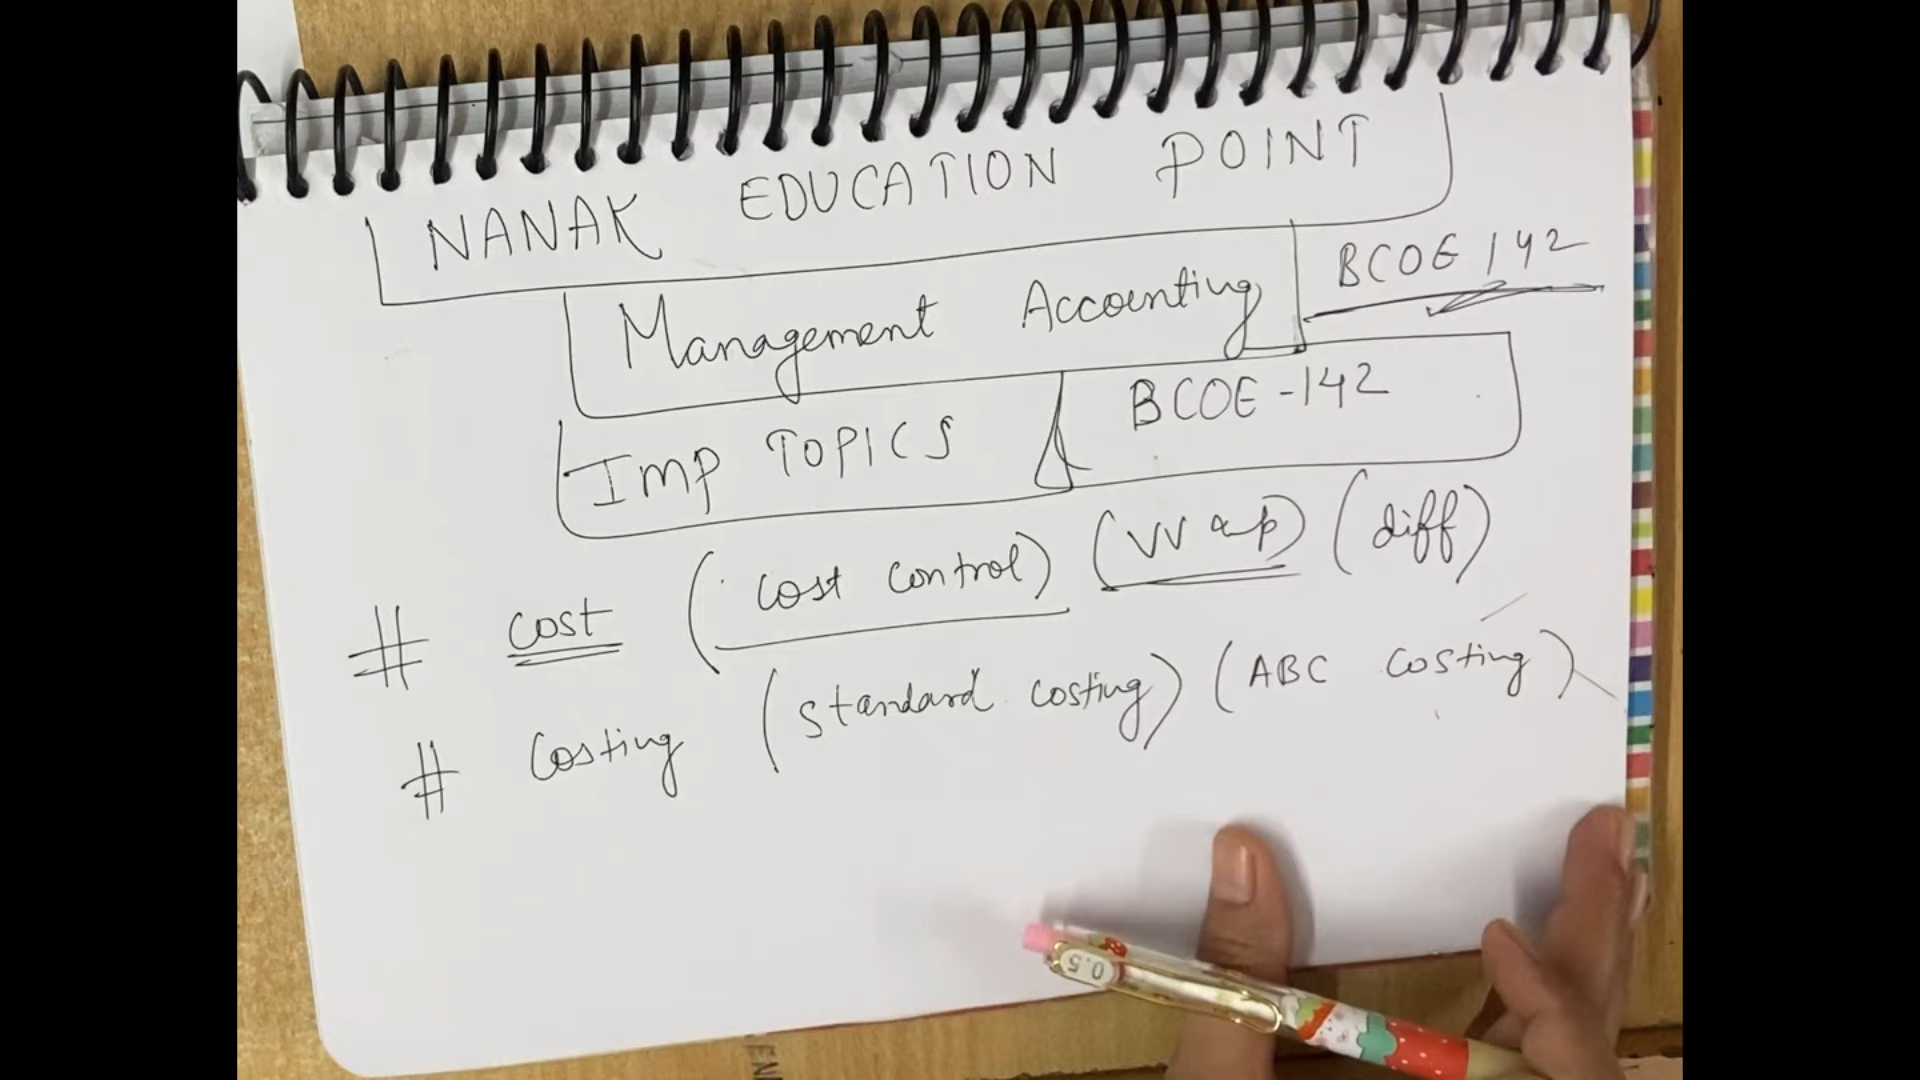 NANAK EDUCATION POINT
Management Accounting BCOE 142
Imp TOPICS BCOE-142
# cost (cost control) (VV imp) (diff)
# Costing (standard costing) (ABC costing)
0.5